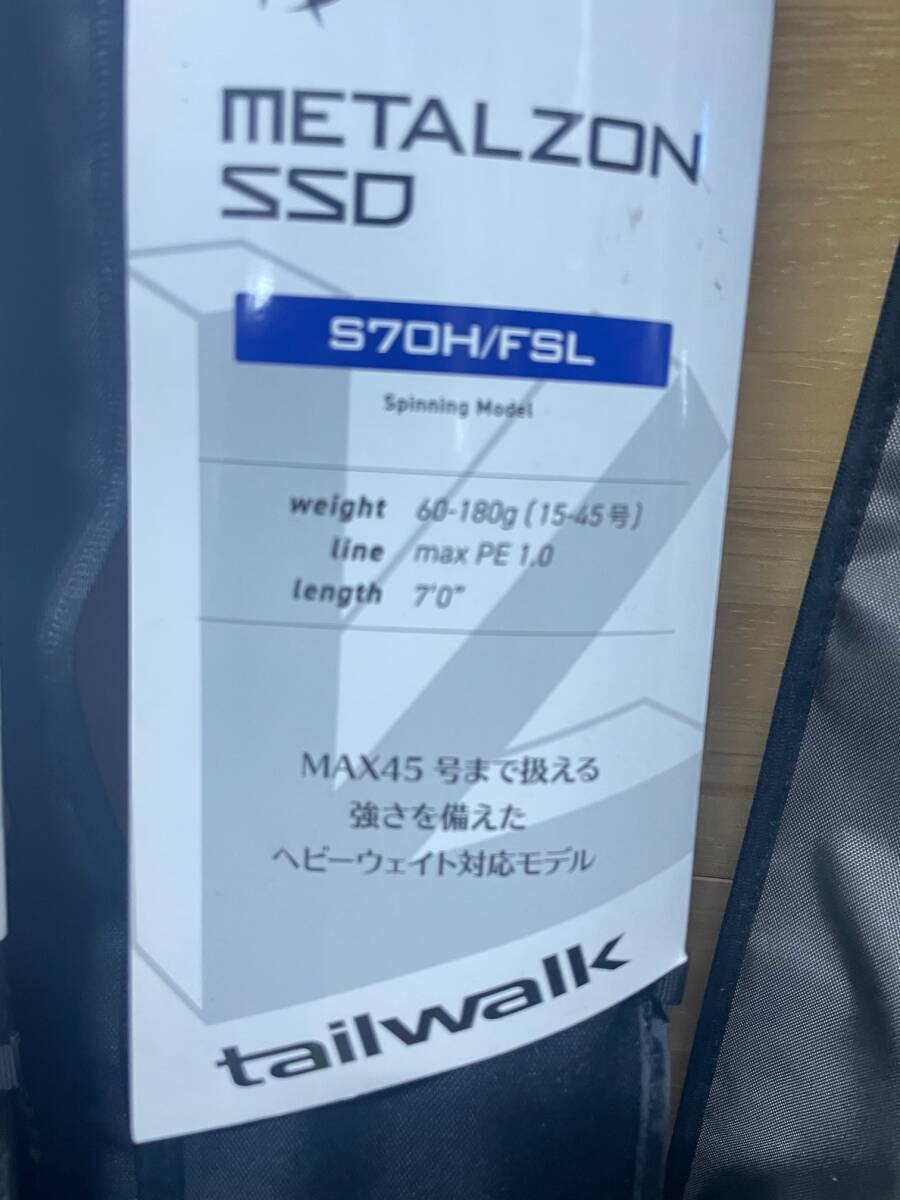 METALZON
SSD
S70H/FSL
Spinning Model
weight 60-180g (15-45号)
line max PE 1.0
length 7'0"
MAX45 号まで扱える
強さを備えた
ヘビーウェイト対応モデル
tailwalk